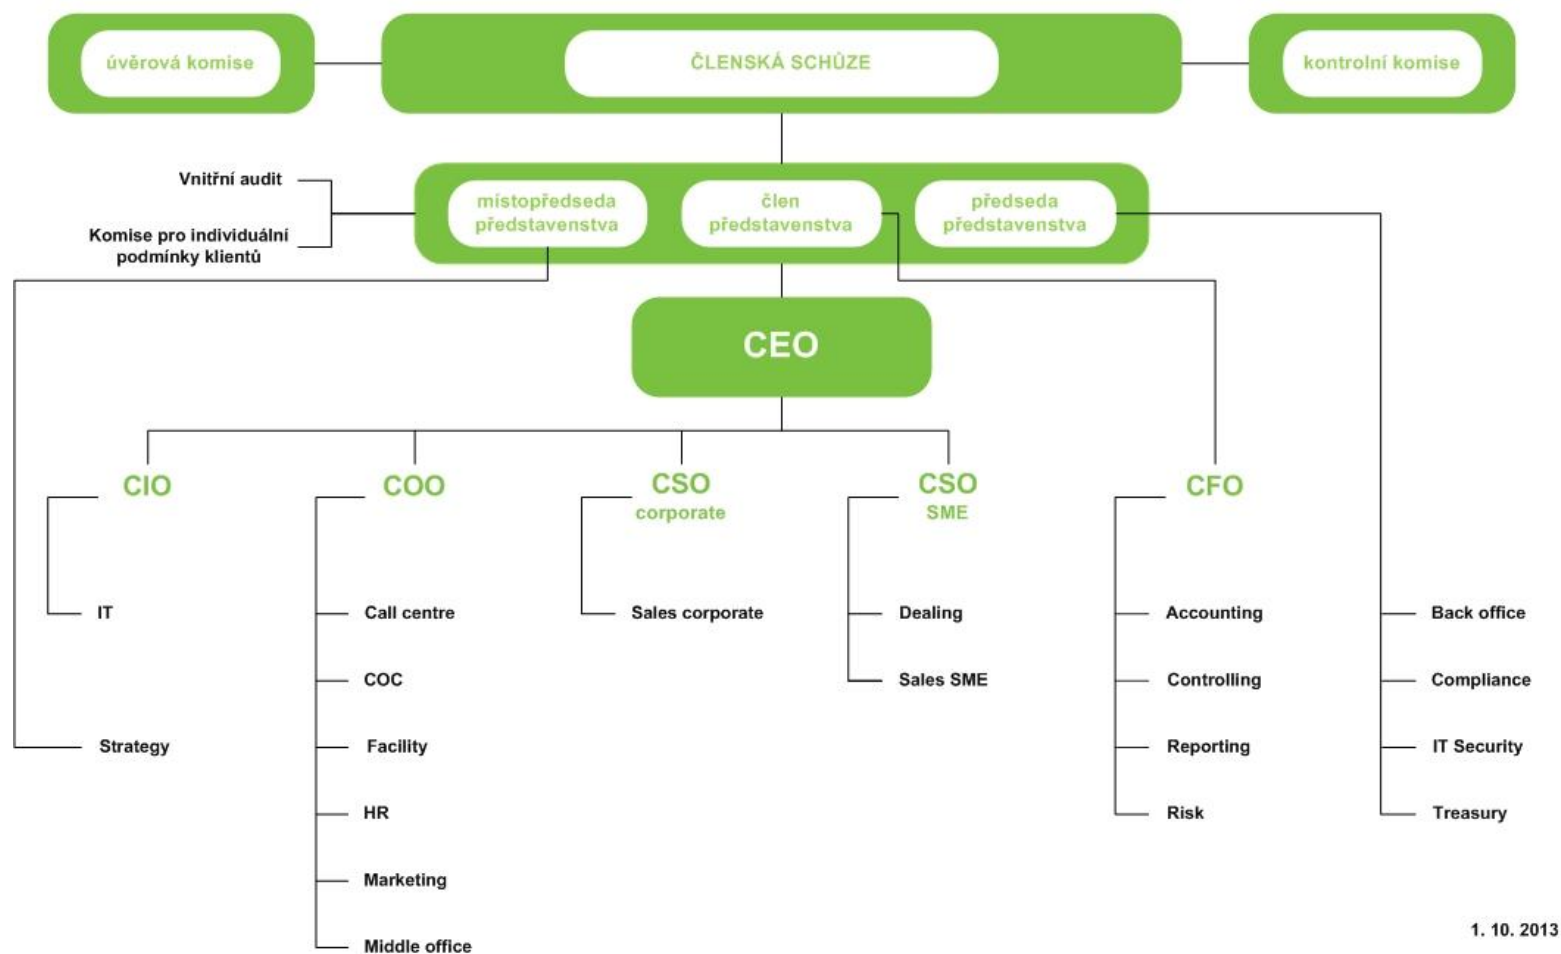 úvěrová komise
ČLENSKÁ SCHŮZE
kontrolní komise
Vnitřní audit
Komise pro individuální
podmínky klientů
místopředseda
představenstva
člen
představenstva
předseda
představenstva
CEO
CIO
COO
CSO
corporate
CSO
SME
CFO
IT
Call centre
Sales corporate
Dealing
Accounting
Back office
COC
Sales SME
Controlling
Compliance
Strategy
Facility
Reporting
IT Security
HR
Risk
Treasury
Marketing
Middle office
1. 10. 2013